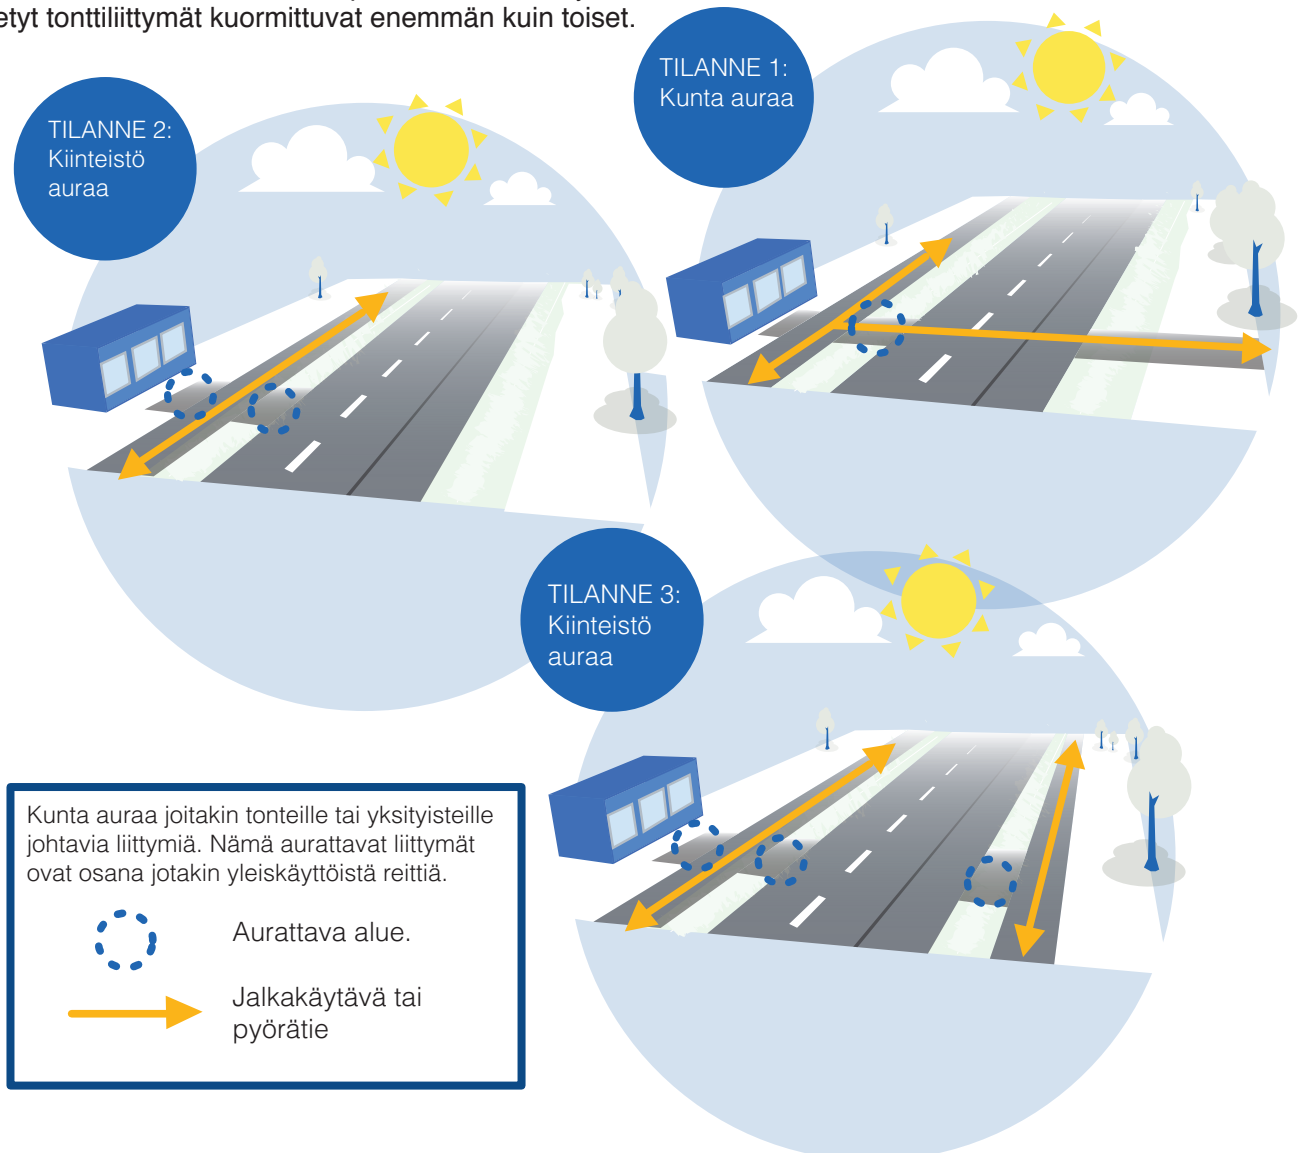 etyt tonttiliittymät kuormittuvat enemmän kuin toiset.
TILANNE 1:
Kunta auraa
TILANNE 2:
Kiinteistö
auraa
TILANNE 3:
Kiinteistö
auraa
Kunta auraa joitakin tonteille tai yksityisteille
johtavia liittymiä. Nämä aurattavat liittymät
ovat osana jotakin yleiskäyttöistä reittiä.
Aurattava alue.
Jalkakäytävä tai
pyörätie